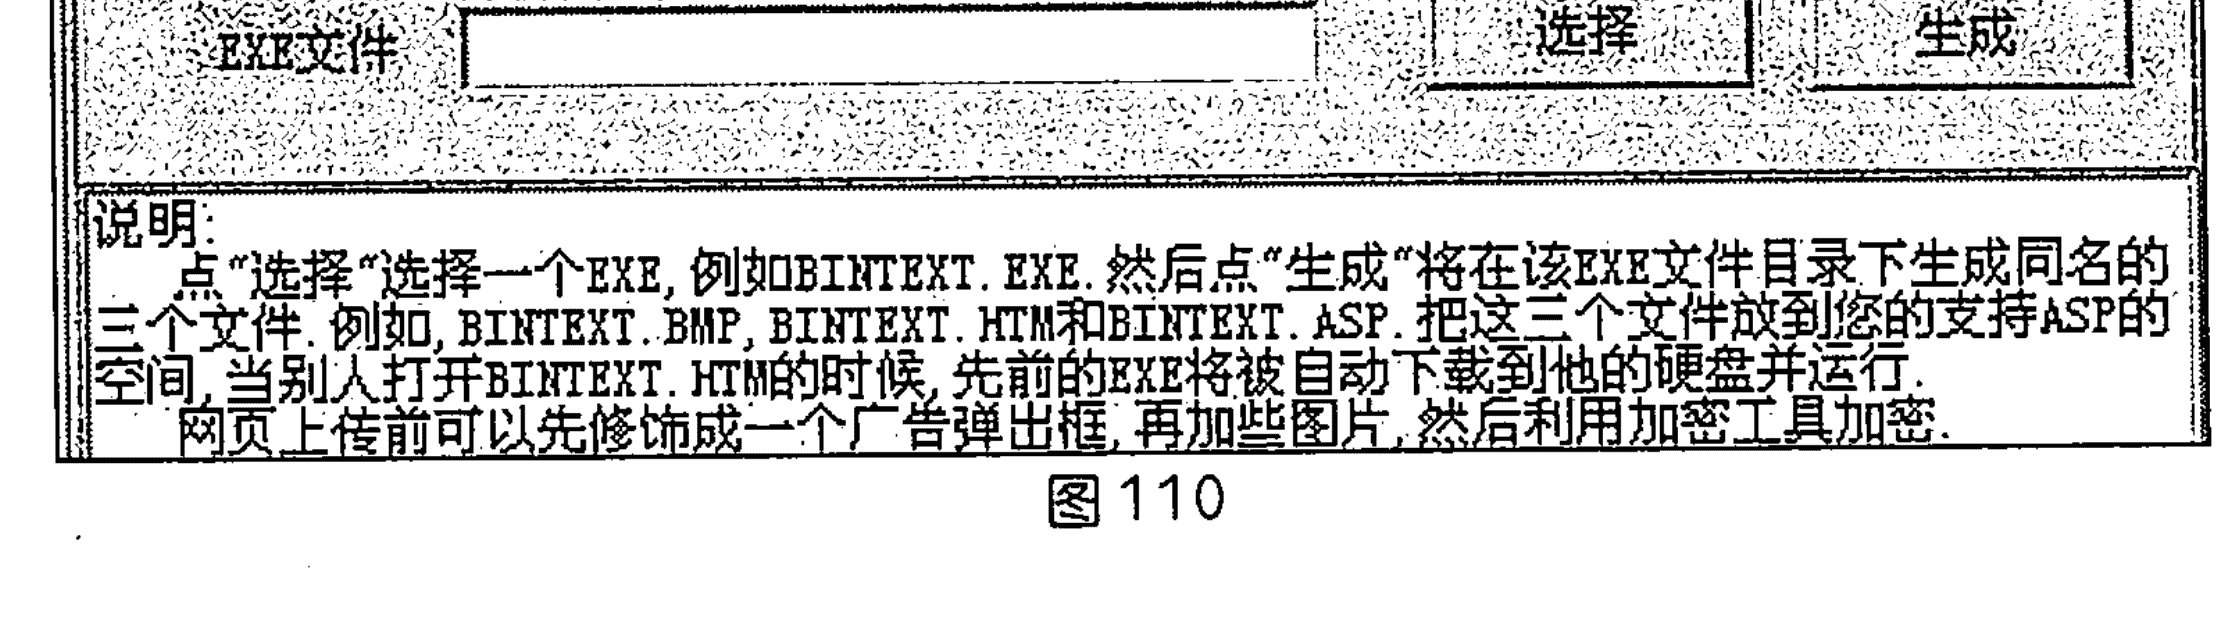 EXE文件 选择 生成
说明:
点"选择"选择一个EXE,例如BINTEXT.EXE.然后点"生成"将在该EXE文件目录下生成同名的
三个文件.例如,BINTEXT.BMP,BINTEXT.HTM和BINTEXT.ASP.把这三个文件放到您的支持ASP的
空间,当别人打开BINTEXT.HTM的时候,先前的EXE将被自动下载到他的硬盘并运行.
网页上传前可以先修饰成一个广告弹出框,再加些图片,然后利用加密工具加密.
图 110